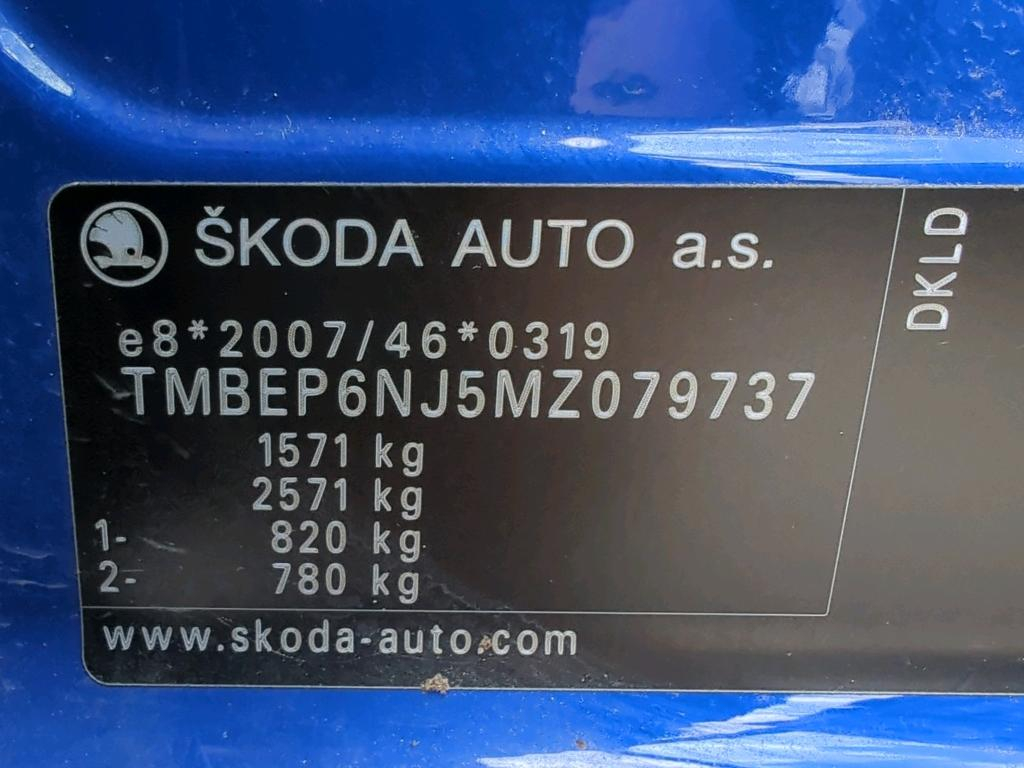 ŠKODA AUTO a.s.
e8*2007/46*0319
TMBEP6NJ5MZ079737
1571 kg
2571 kg
1- 820 kg
2- 780 kg
www.skoda-auto.com
DKLD